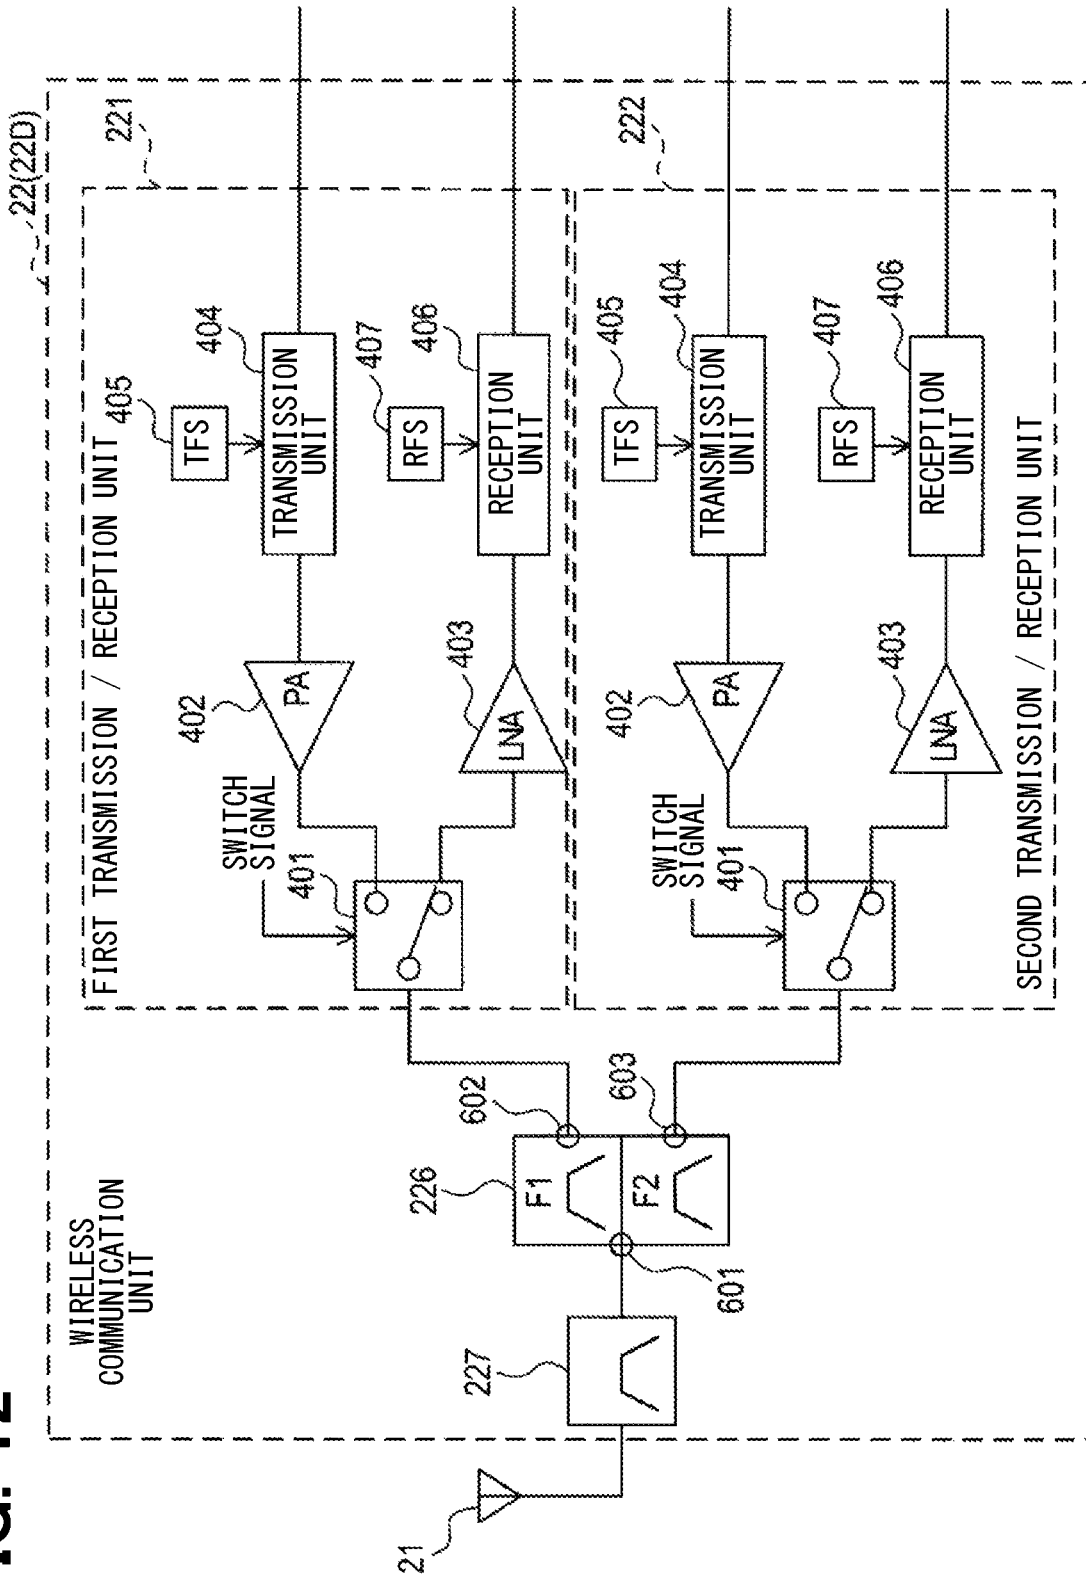 22(22D)
WIRELESS
COMMUNICATION
UNIT
221
FIRST TRANSMISSION / RECEPTION UNIT
405
TFS
404
TRANSMISSION
UNIT
402
PA
SWITCH
SIGNAL
401
407
RFS
406
RECEPTION
UNIT
403
LNA
222
405
TFS
404
TRANSMISSION
UNIT
402
PA
SWITCH
SIGNAL
401
407
RFS
406
RECEPTION
UNIT
403
LNA
SECOND TRANSMISSION / RECEPTION UNIT
602
603
226
F1
F2
601
227
21